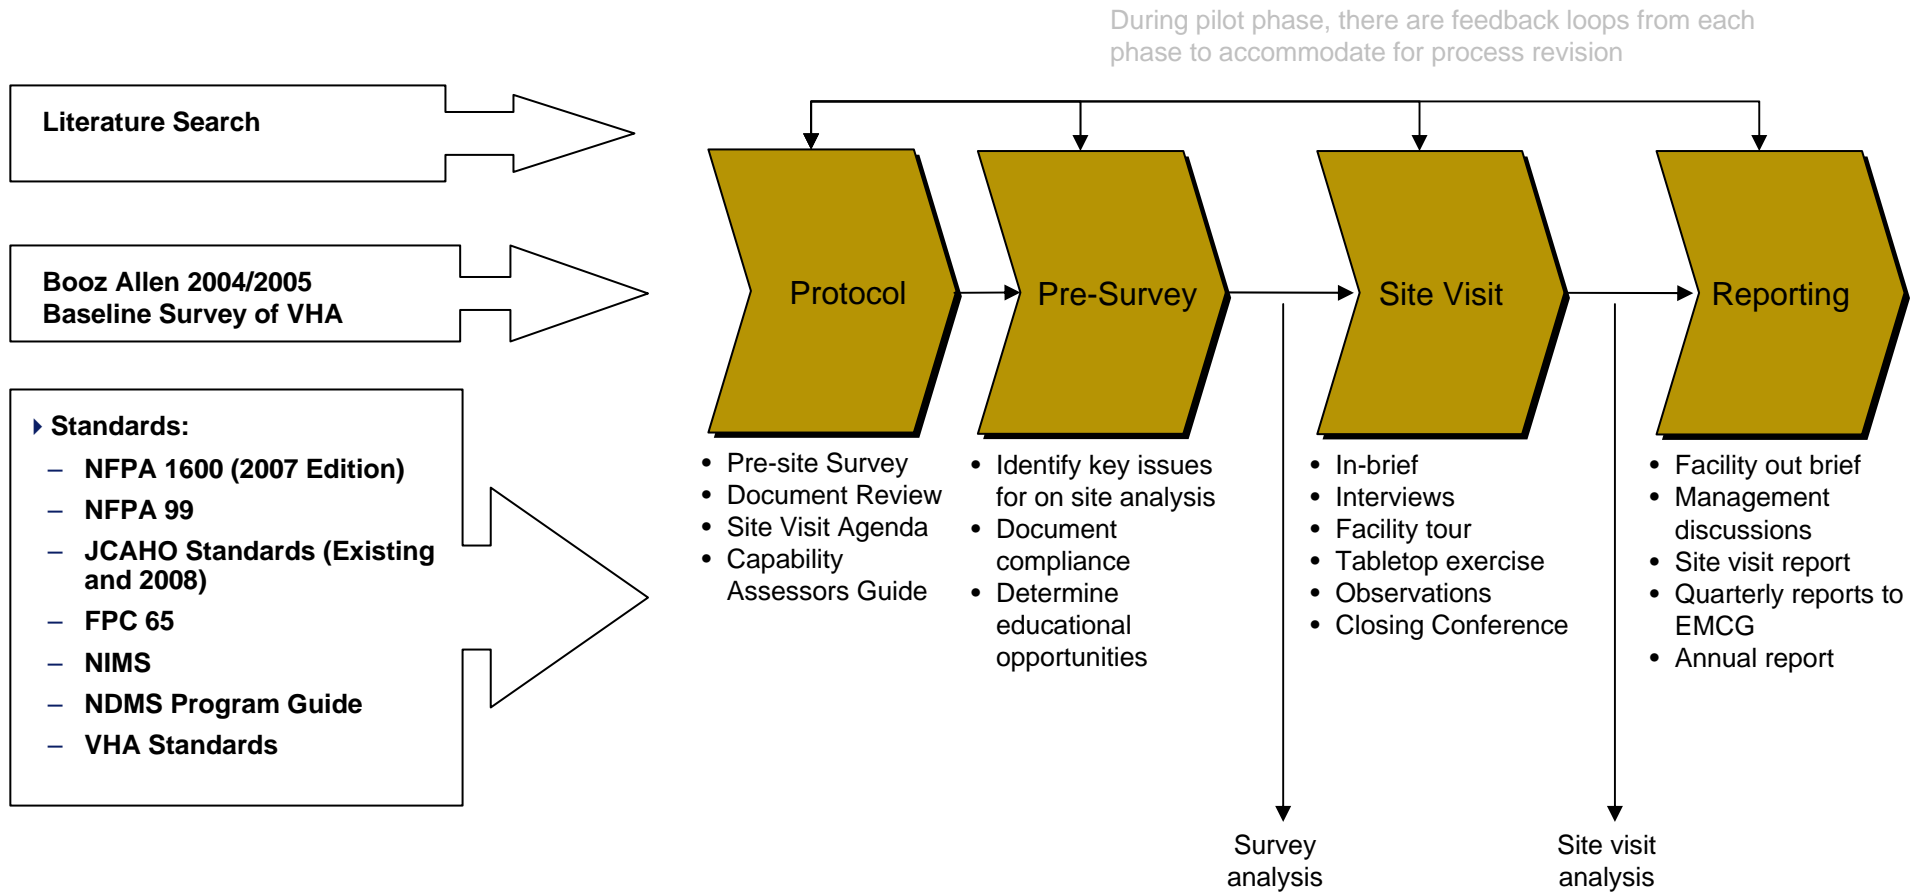 During pilot phase, there are feedback loops from each
phase to accommodate for process revision
Literature Search
Booz Allen 2004/2005
Baseline Survey of VHA
Standards:
– NFPA 1600 (2007 Edition)
– NFPA 99
– JCAHO Standards (Existing
and 2008)
– FPC 65
– NIMS
– NDMS Program Guide
– VHA Standards
Protocol
• Pre-site Survey
• Document Review
• Site Visit Agenda
• Capability
Assessors Guide
Pre-Survey
• Identify key issues
for on site analysis
• Document
compliance
• Determine
educational
opportunities
Site Visit
• In-brief
• Interviews
• Facility tour
• Tabletop exercise
• Observations
• Closing Conference
Reporting
• Facility out brief
• Management
discussions
• Site visit report
• Quarterly reports to
EMCG
• Annual report
Survey
analysis
Site visit
analysis